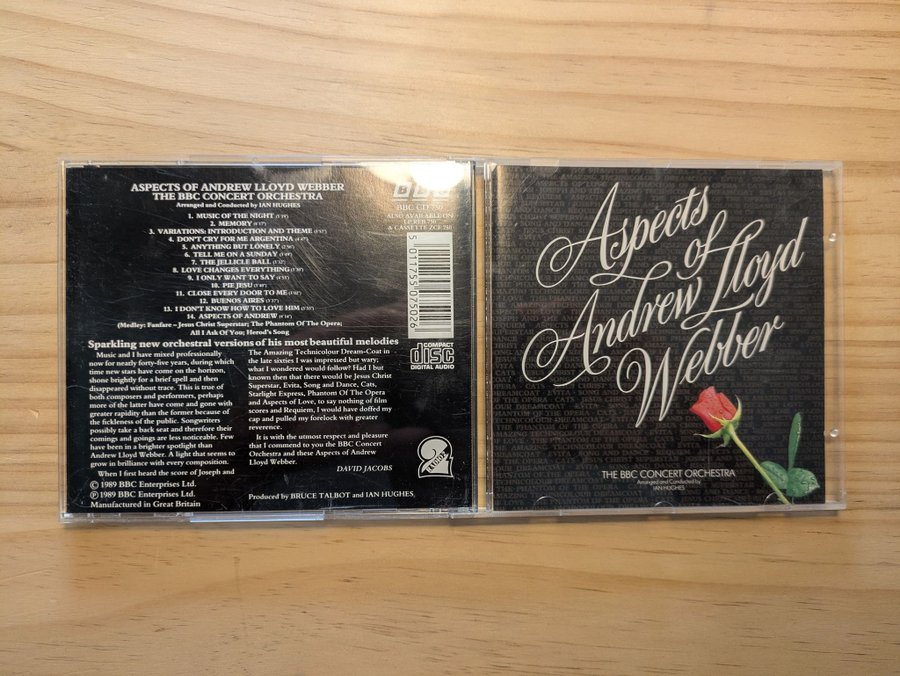 ASPECTS OF ANDREW LLOYD WEBBER
THE BBC CONCERT ORCHESTRA
Arranged and Conducted by IAN HUGHES
1. MUSIC OF THE NIGHT
2. MEMORY
3. VARIATIONS: INTRODUCTION AND THEME
4. DON'T CRY FOR ME ARGENTINA
5. ANYTHING BUT LONELY
6. TELL ME ON A SUNDAY
7. THE JELLICLE BALL
8. LOVE CHANGES EVERYTHING
9. I ONLY WANT TO SAY
10. PIE JESU
11. CLOSE EVERY DOOR TO ME
12. BUENOS AIRES
13. I DON'T KNOW HOW TO LOVE HIM
14. ASPECTS OF ANDREW
(Medley: Fanfare – Jesus Christ Superstar; The Phantom Of The Opera;
All I Ask Of You; Herod's Song)
Sparkling new orchestral versions of his most beautiful melodies
Music and I have mixed professionally
now for nearly forty-five years, during which
time new stars have come on the horizon,
shone brightly for a brief spell and then
disappeared without trace. This is true of
both composers and performers, perhaps
more of the latter have come and gone with
greater rapidity than the former because of
the fickleness of the public. Songwriters
possibly take a back seat and therefore their
comings and goings are less noticeable. Few
have been in a brighter spotlight than
Andrew Lloyd Webber. A light that seems to
grow in brilliance with every composition.
When I first heard the score of Joseph and
The Amazing Technicolour Dream-Coat in
the late sixties I was impressed but wary;
what I wondered would follow? Had I but
known then that there would be Jesus Christ
Superstar, Evita, Song and Dance, Cats,
Starlight Express, Phantom Of The Opera
and Aspects of Love, to say nothing of film
scores and Requiem, I would have doffed my
cap and pulled my forelock with greater
reverence.
It is with the utmost respect and pleasure
that I commend to you the BBC Concert
Orchestra and these Aspects of Andrew
Lloyd Webber.
DAVID JACOBS
© 1989 BBC Enterprises Ltd.
℗ 1989 BBC Enterprises Ltd.
Manufactured in Great Britain
Produced by BRUCE TALBOT and IAN HUGHES
BBC
BBC CD 750
ALSO AVAILABLE ON
LP REB 750
& CASSETTE ZCF 750
5 011755 075026
COMPACT
disc
DIGITAL AUDIO
RADIO
2
Aspects
of
Andrew Lloyd
Webber
THE BBC CONCERT ORCHESTRA
Arranged and Conducted by
IAN HUGHES